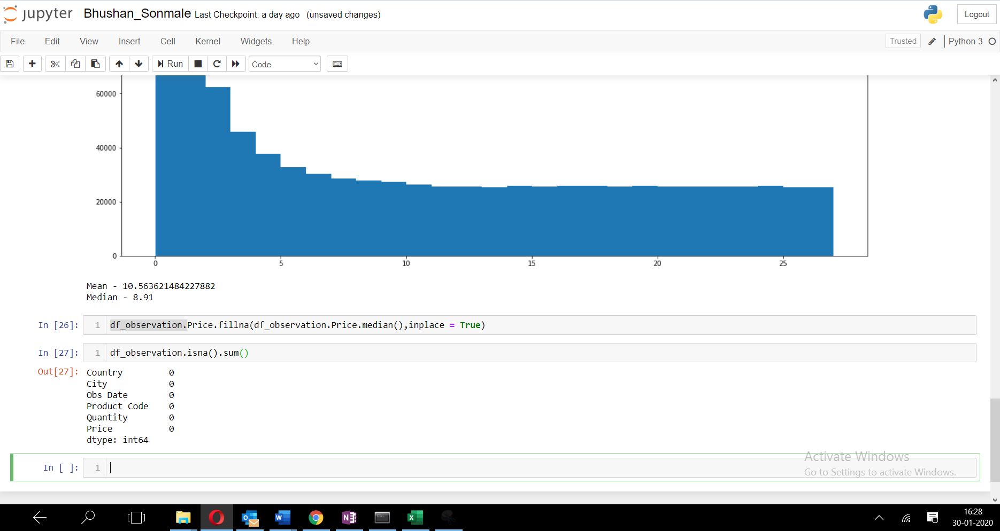 jupyter Bhushan_Sonmale Last Checkpoint: a day ago (unsaved changes) Logout
File Edit View Insert Cell Kernel Widgets Help Trusted Python 3
Run Code
60000
40000
20000
0
0 5 10 15 20 25
Mean - 10.563621484227882
Median - 8.91
In [26]: 1 df_observation.Price.fillna(df_observation.Price.median(),inplace = True)
In [27]: 1 df_observation.isna().sum()
Out[27]: Country 0
City 0
Obs Date 0
Product Code 0
Quantity 0
Price 0
dtype: int64
Activate Windows
In [ ]: 1
Go to Settings to activate Windows.
16:28
30-01-2020